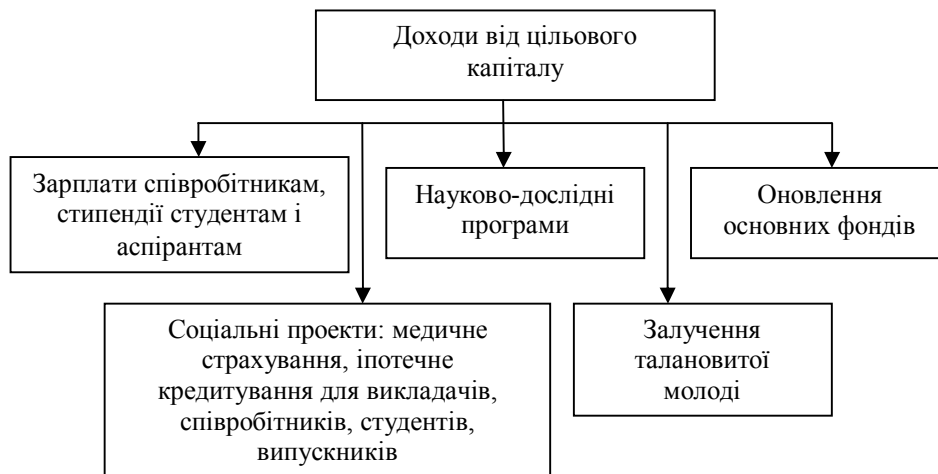 Доходи від цільового
капіталу
Зарплати співробітникам,
стипендії студентам і
аспірантам
Науково-дослідні
програми
Оновлення
основних фондів
Соціальні проекти: медичне
страхування, іпотечне
кредитування для викладачів,
співробітників, студентів,
випускників
Залучення
талановитої
молоді